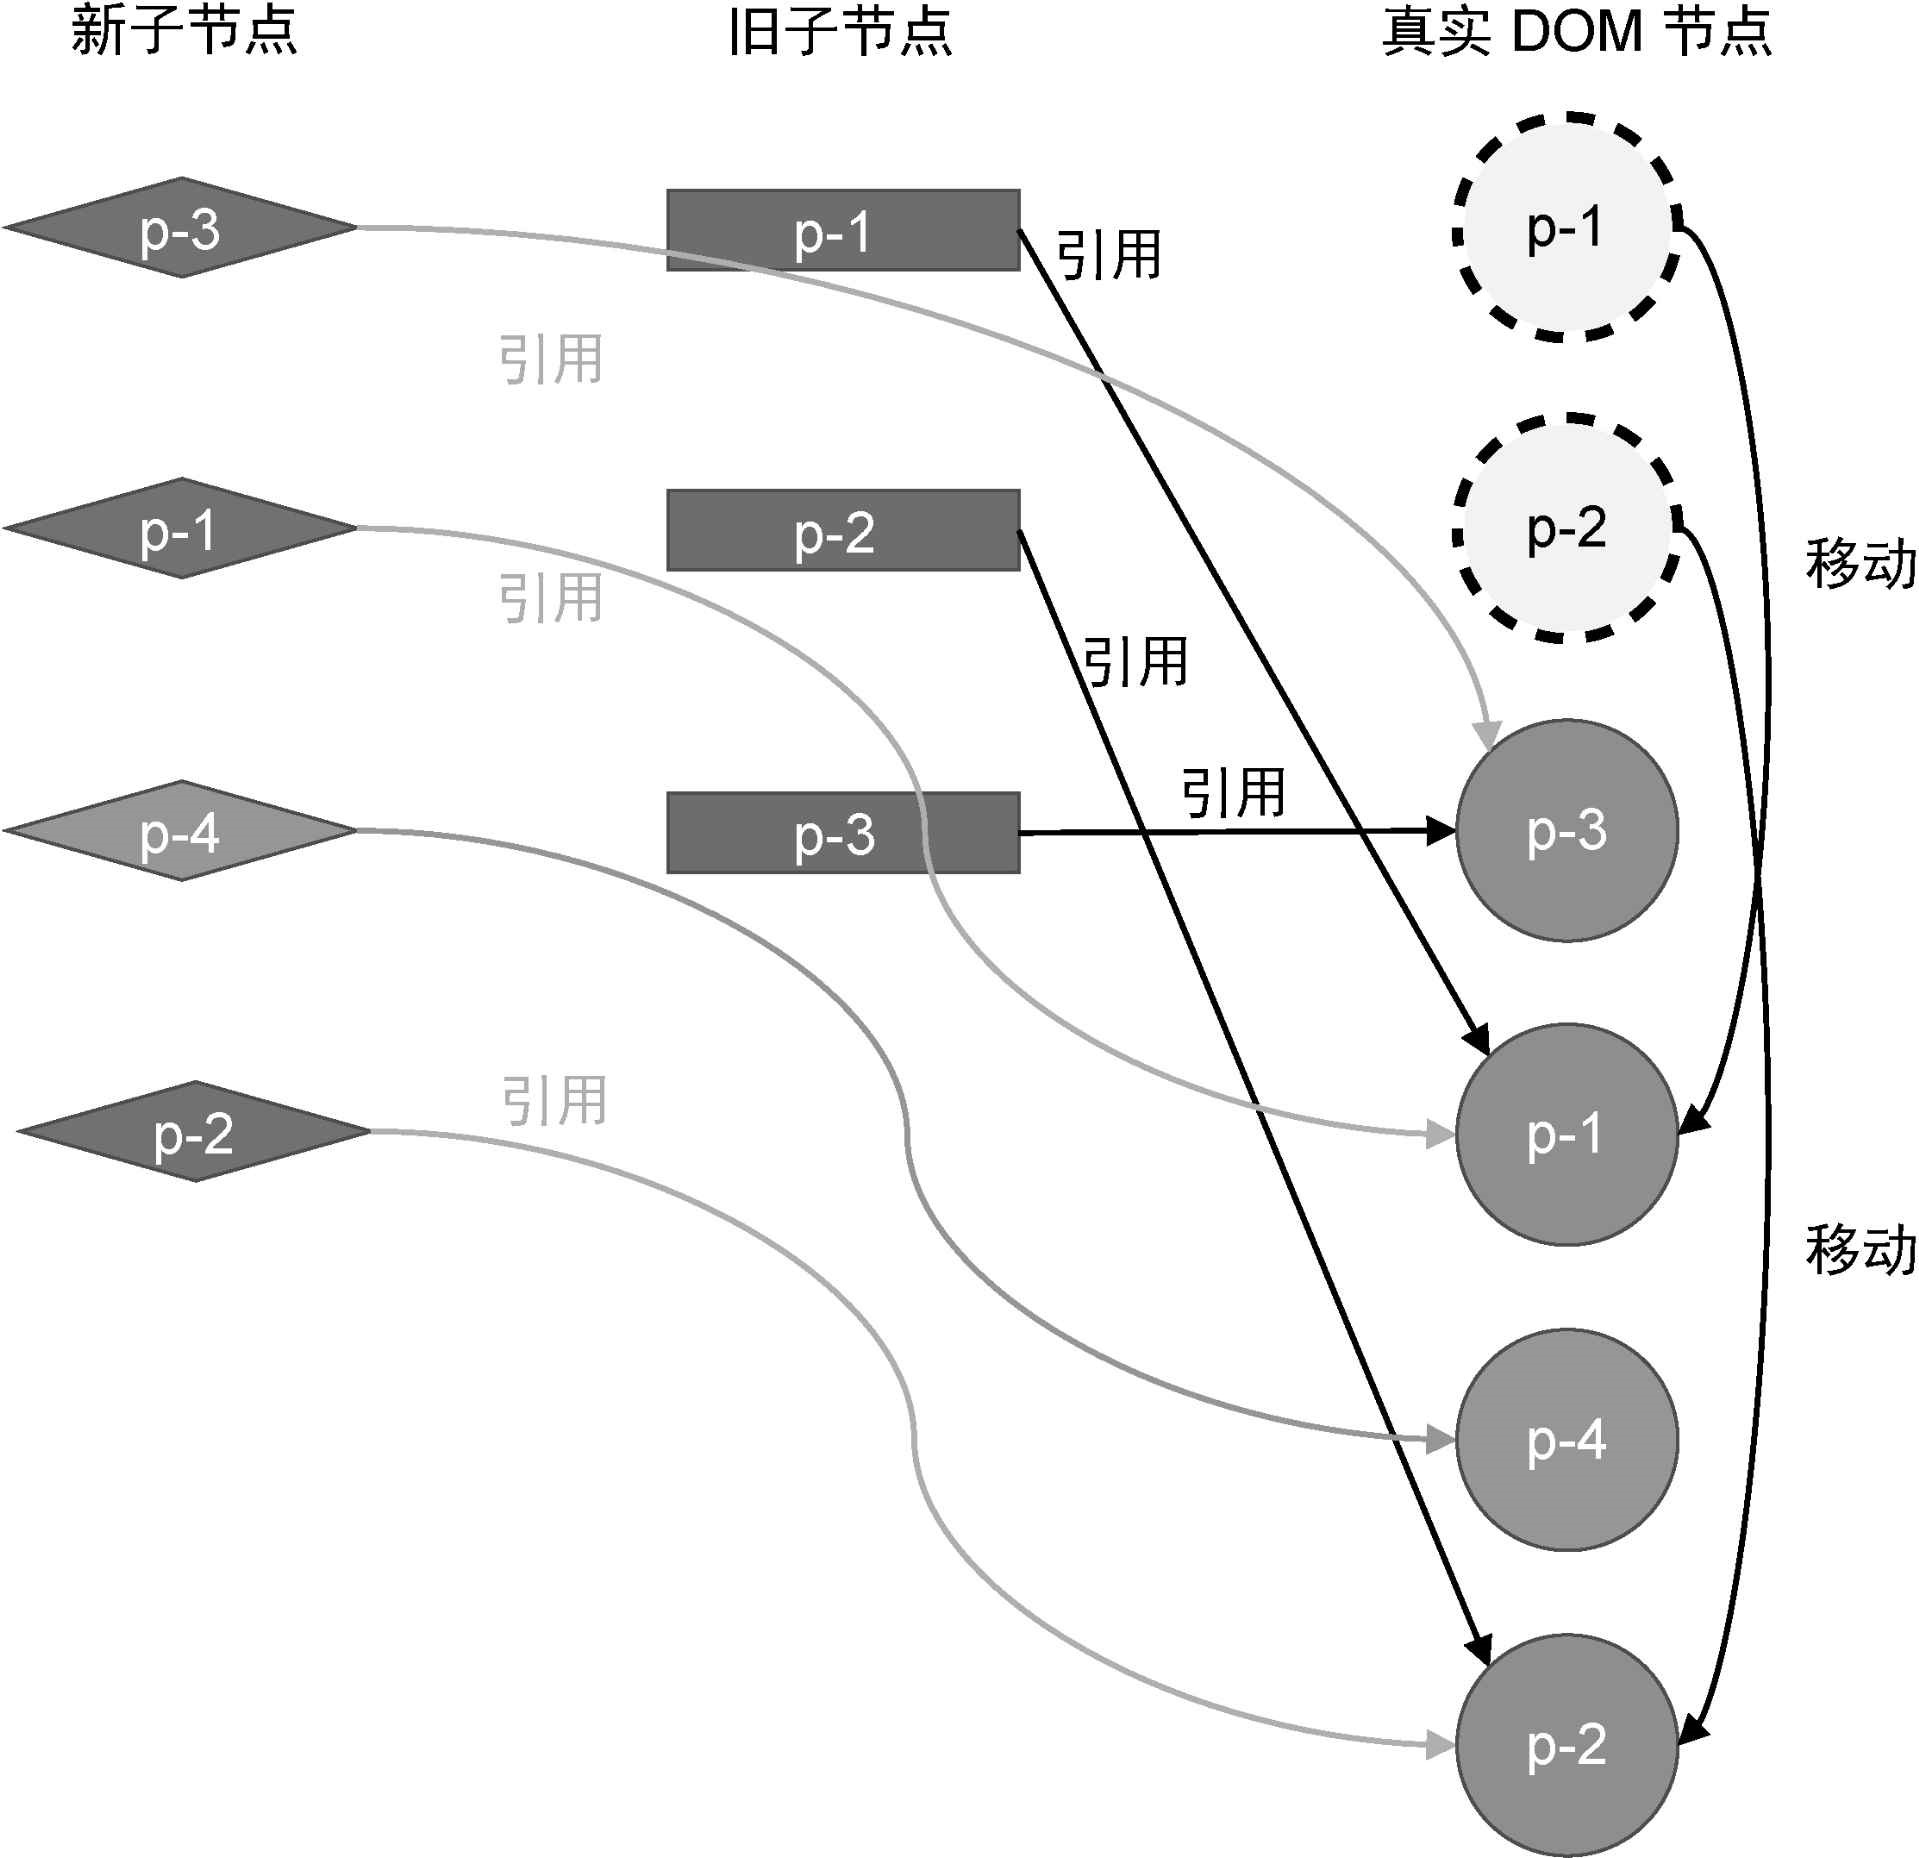 新子节点 旧子节点 真实 DOM 节点
p-3 p-1 引用 p-1
引用
p-1 p-2 p-2 移动
引用
引用
引用
p-4 p-3 p-3
引用
p-2 p-1
移动
p-4
p-2